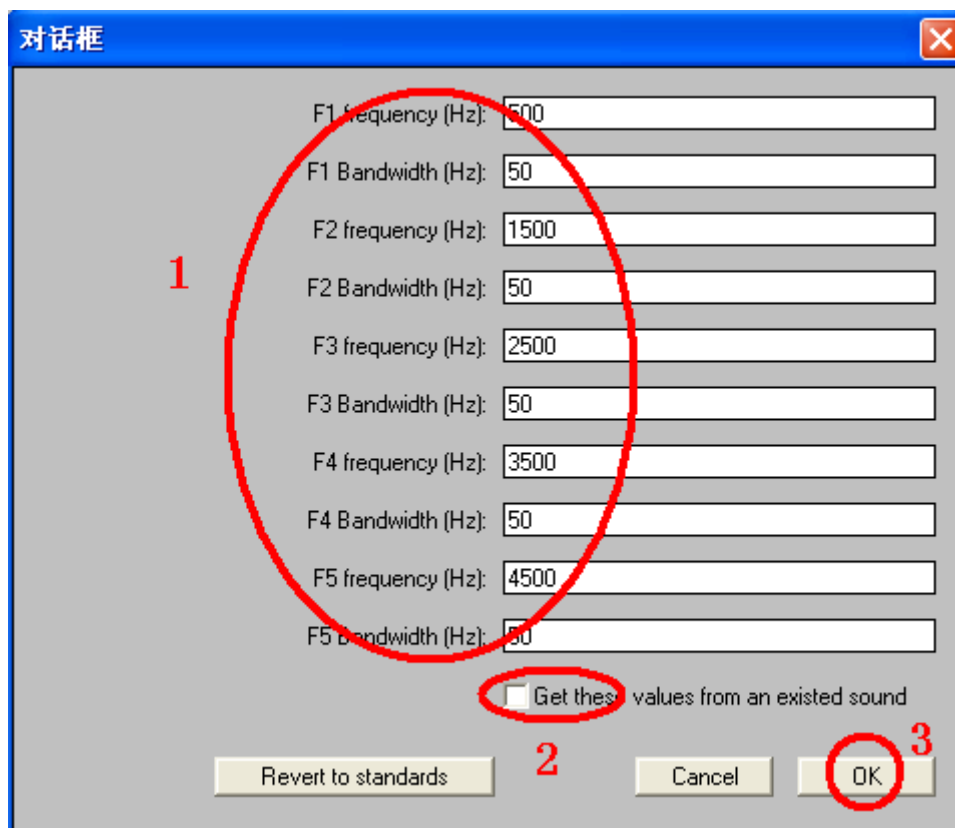 对话框
F1 frequency (Hz): 500
F1 Bandwidth (Hz): 50
F2 frequency (Hz): 1500
1
F2 Bandwidth (Hz): 50
F3 frequency (Hz): 2500
F3 Bandwidth (Hz): 50
F4 frequency (Hz): 3500
F4 Bandwidth (Hz): 50
F5 frequency (Hz): 4500
F5 Bandwidth (Hz): 50
Get these values from an existed sound
2
3
Revert to standards Cancel OK